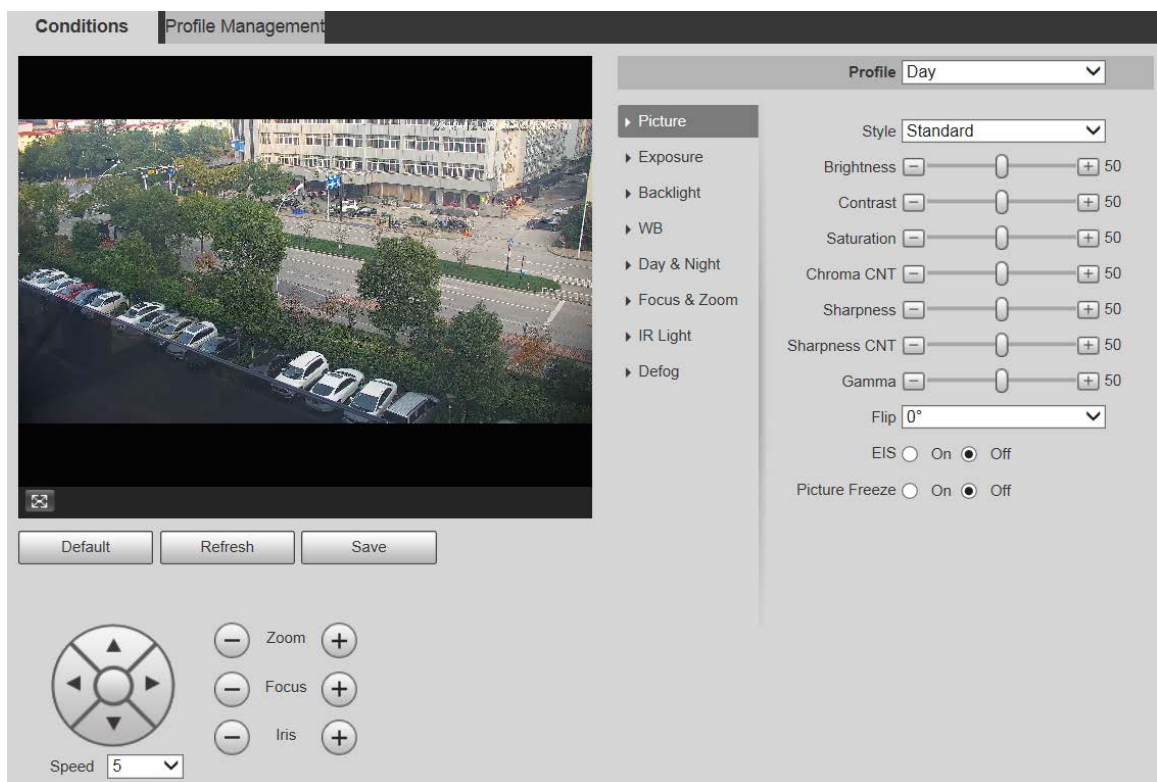 Conditions
Profile Management
Profile Day
Picture
Exposure
Backlight
WB
Day & Night
Focus & Zoom
IR Light
Defog
Style Standard
Brightness 50
Contrast 50
Saturation 50
Chroma CNT 50
Sharpness 50
Sharpness CNT 50
Gamma 50
Flip 0°
EIS On Off
Picture Freeze On Off
Default Refresh Save
Zoom
Focus
Iris
Speed 5